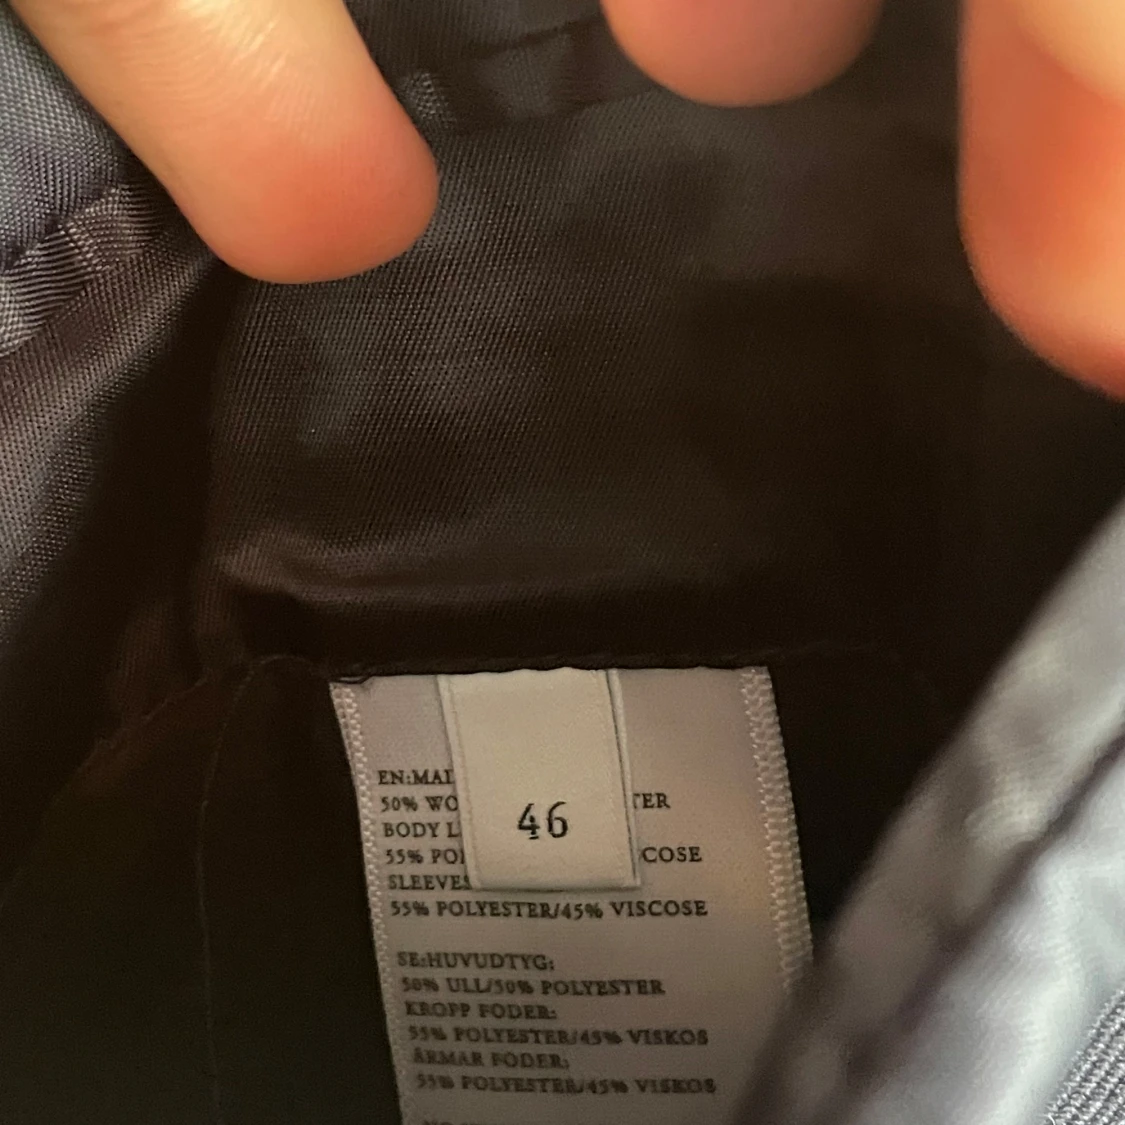 46
EN:MAI
50% WO TER
BODY L
55% PO COSE
SLEEVES
55% POLYESTER/45% VISCOSE
SE:HUVUDTYG:
50% ULL/50% POLYESTER
KROPP FODER:
55% POLYESTER/45% VISKOS
ÄRMAR FODER:
55% POLYESTER/45% VISKOS